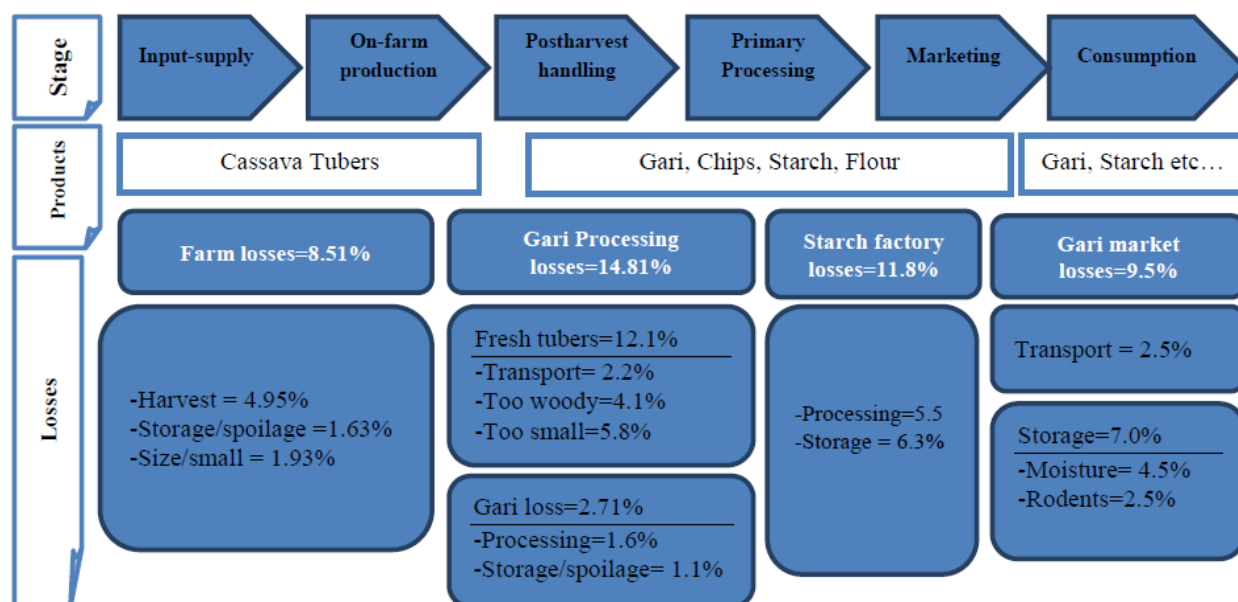 Stage
Input-supply
On-farm
production
Postharvest
handling
Primary
Processing
Marketing
Consumption
Products
Cassava Tubers
Gari, Chips, Starch, Flour
Gari, Starch etc…
Losses
Farm losses=8.51%
Gari Processing
losses=14.81%
Starch factory
losses=11.8%
Gari market
losses=9.5%
-Harvest = 4.95%
-Storage/spoilage =1.63%
-Size/small = 1.93%
Fresh tubers=12.1%
-Transport= 2.2%
-Too woody=4.1%
-Too small=5.8%
Gari loss=2.71%
-Processing=1.6%
-Storage/spoilage= 1.1%
-Processing=5.5
-Storage = 6.3%
Transport = 2.5%
Storage=7.0%
-Moisture= 4.5%
-Rodents=2.5%